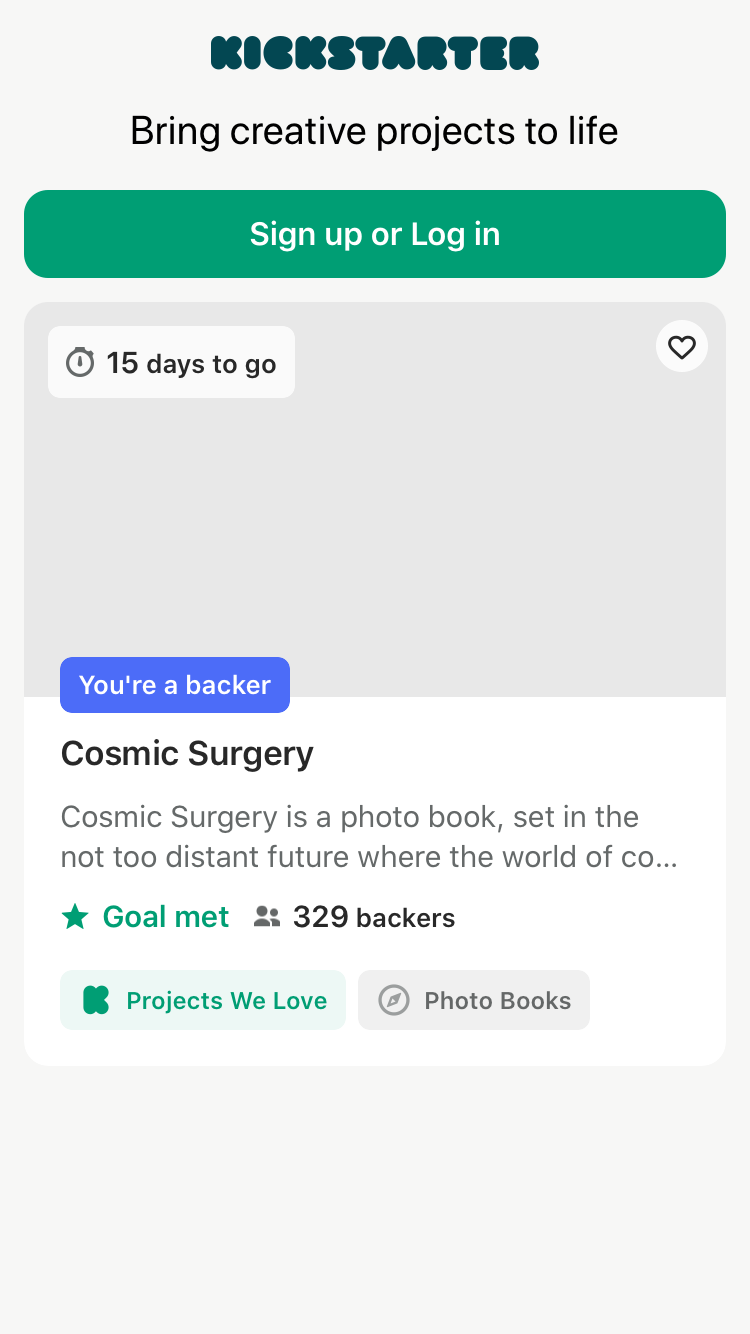 KICKSTARTER
Bring creative projects to life
Sign up or Log in
15 days to go
You're a backer
Cosmic Surgery
Cosmic Surgery is a photo book, set in the
not too distant future where the world of co...
Goal met 329 backers
Projects We Love Photo Books